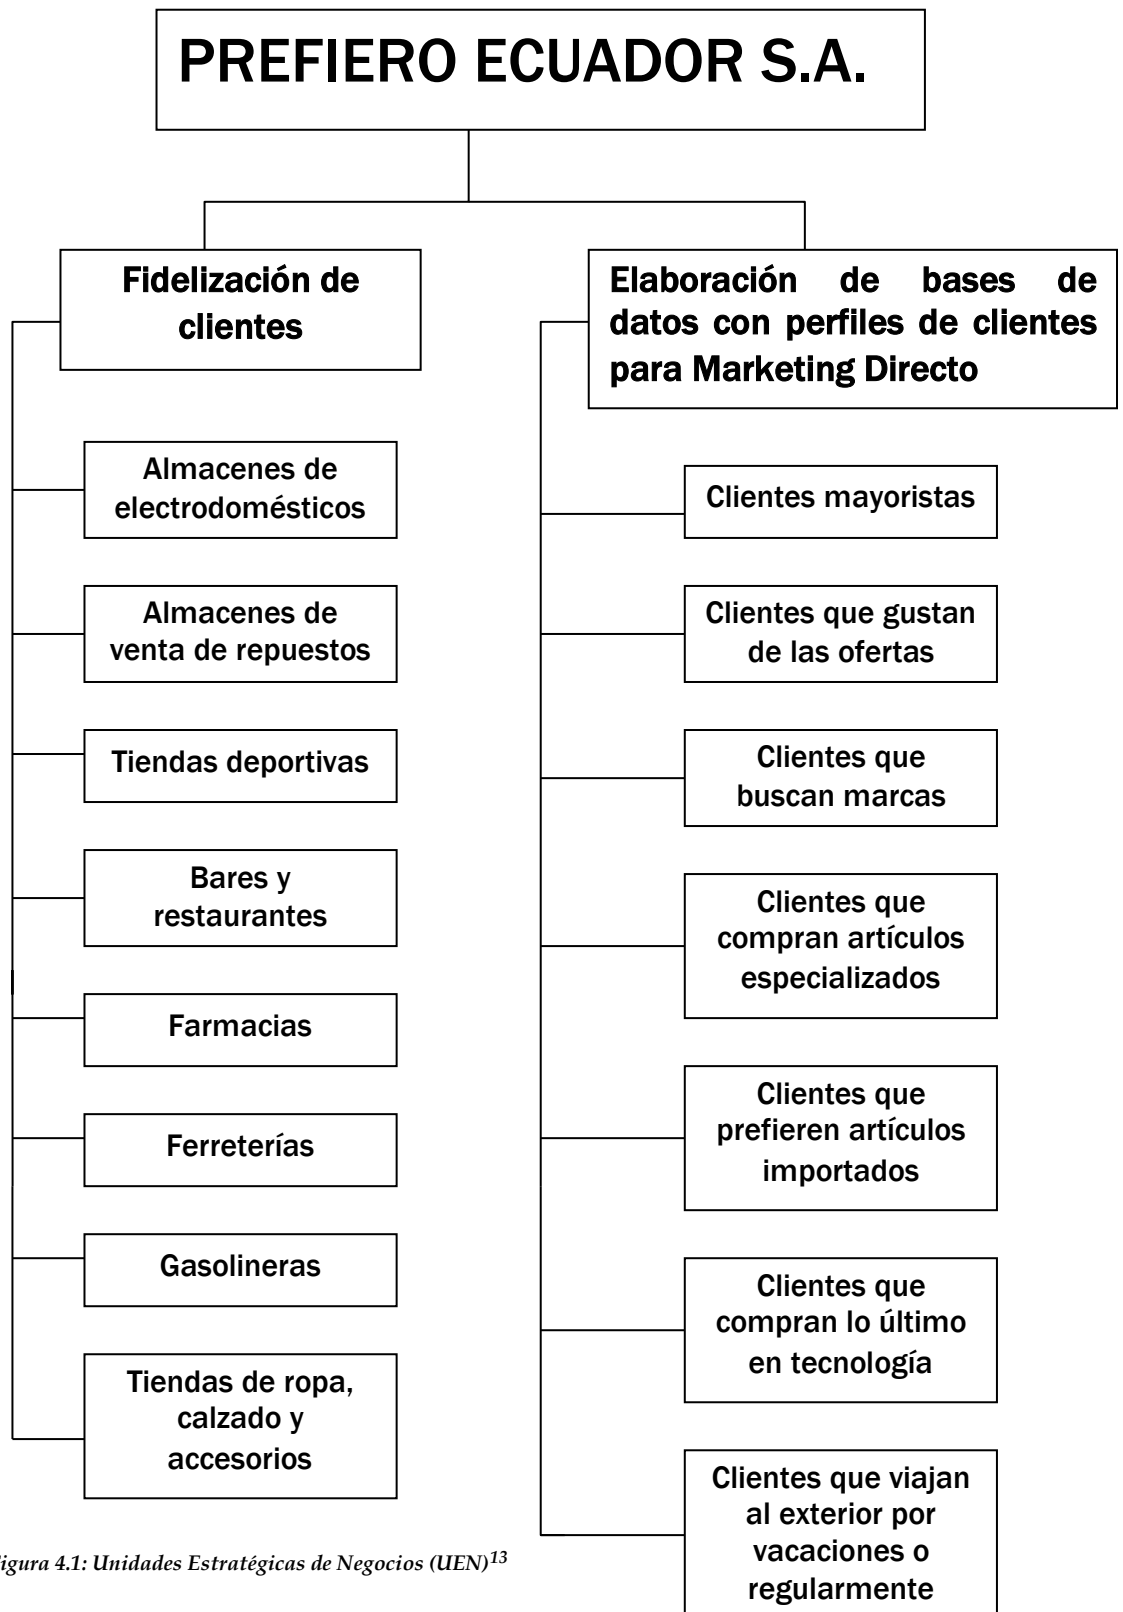 PREFIERO ECUADOR S.A.
Fidelización de
clientes
Almacenes de
electrodomésticos
Almacenes de
venta de repuestos
Tiendas deportivas
Bares y
restaurantes
Farmacias
Ferreterías
Gasolineras
Tiendas de ropa,
calzado y
accesorios
Elaboración de bases de
datos con perfiles de clientes
para Marketing Directo
Clientes mayoristas
Clientes que gustan
de las ofertas
Clientes que
buscan marcas
Clientes que
compran artículos
especializados
Clientes que
prefieren artículos
importados
Clientes que
compran lo último
en tecnología
Clientes que viajan
al exterior por
vacaciones o
regularmente
igura 4.1: Unidades Estratégicas de Negocios (UEN)13